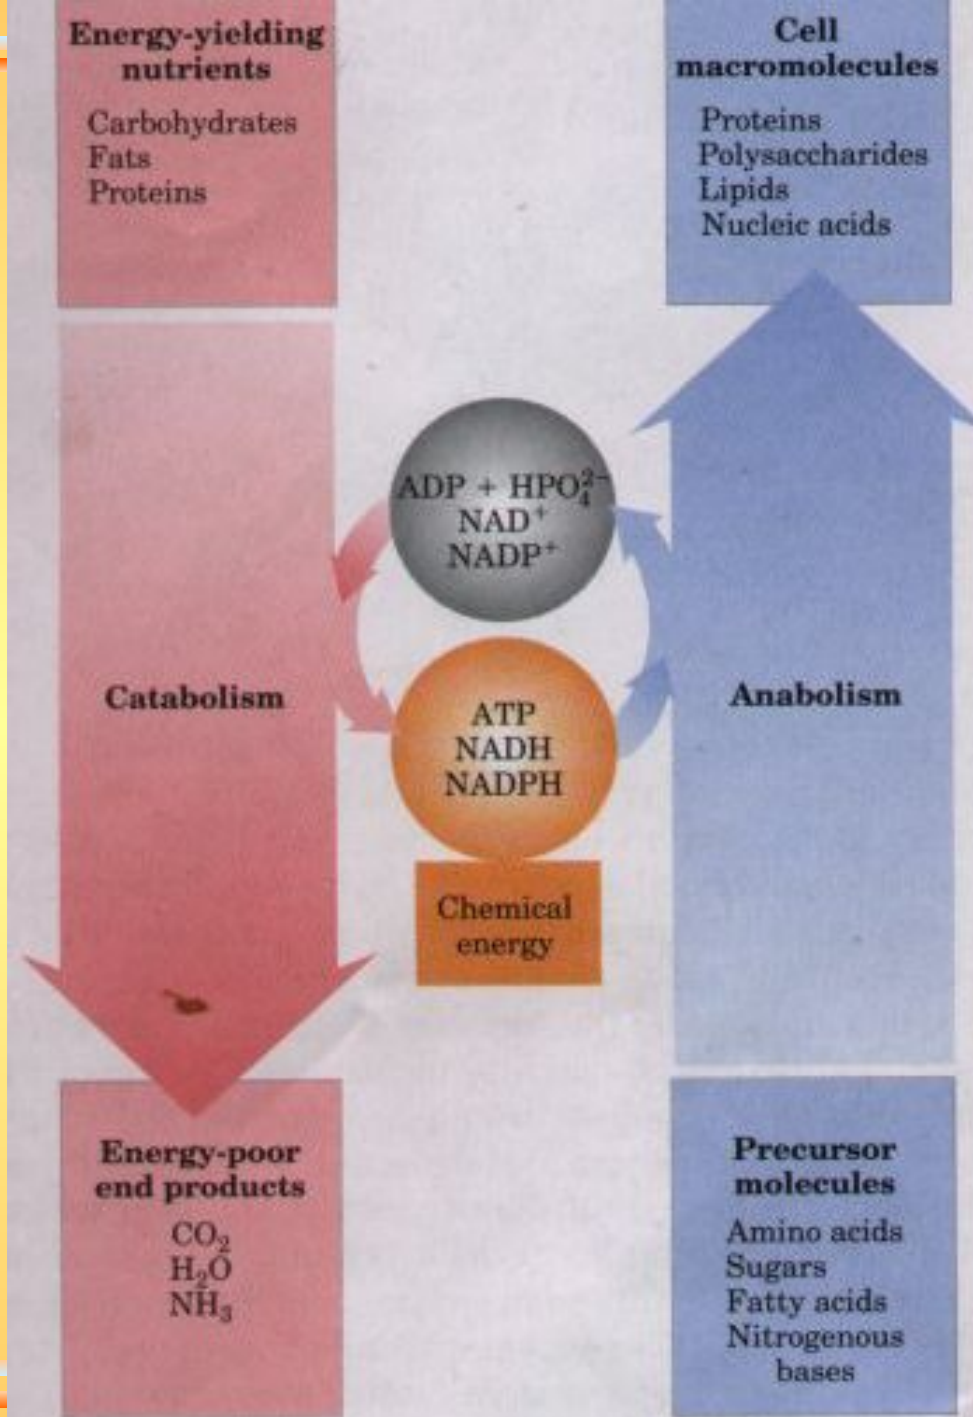 Energy-yielding
nutrients
Carbohydrates
Fats
Proteins
Cell
macromolecules
Proteins
Polysaccharides
Lipids
Nucleic acids
ADP + HPO₄²⁻
NAD⁺
NADP⁺
Catabolism
ATP
NADH
NADPH
Anabolism
Chemical
energy
Energy-poor
end products
CO₂
H₂O
NH₃
Precursor
molecules
Amino acids
Sugars
Fatty acids
Nitrogenous
bases